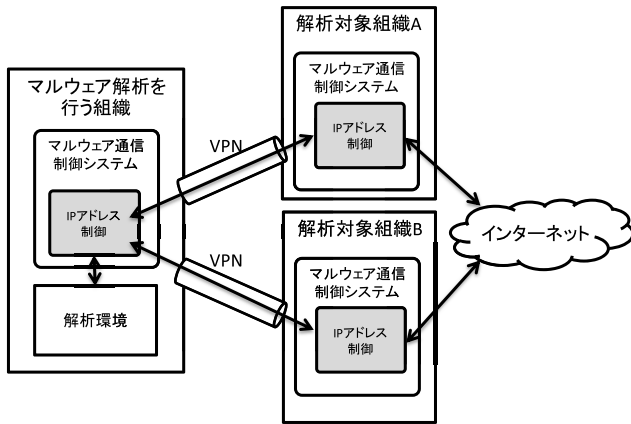 マルウェア解析を
行う組織
マルウェア通信
制御システム
IPアドレス
制御
解析環境
VPN
VPN
解析対象組織A
マルウェア通信
制御システム
IPアドレス
制御
解析対象組織B
マルウェア通信
制御システム
IPアドレス
制御
インターネット